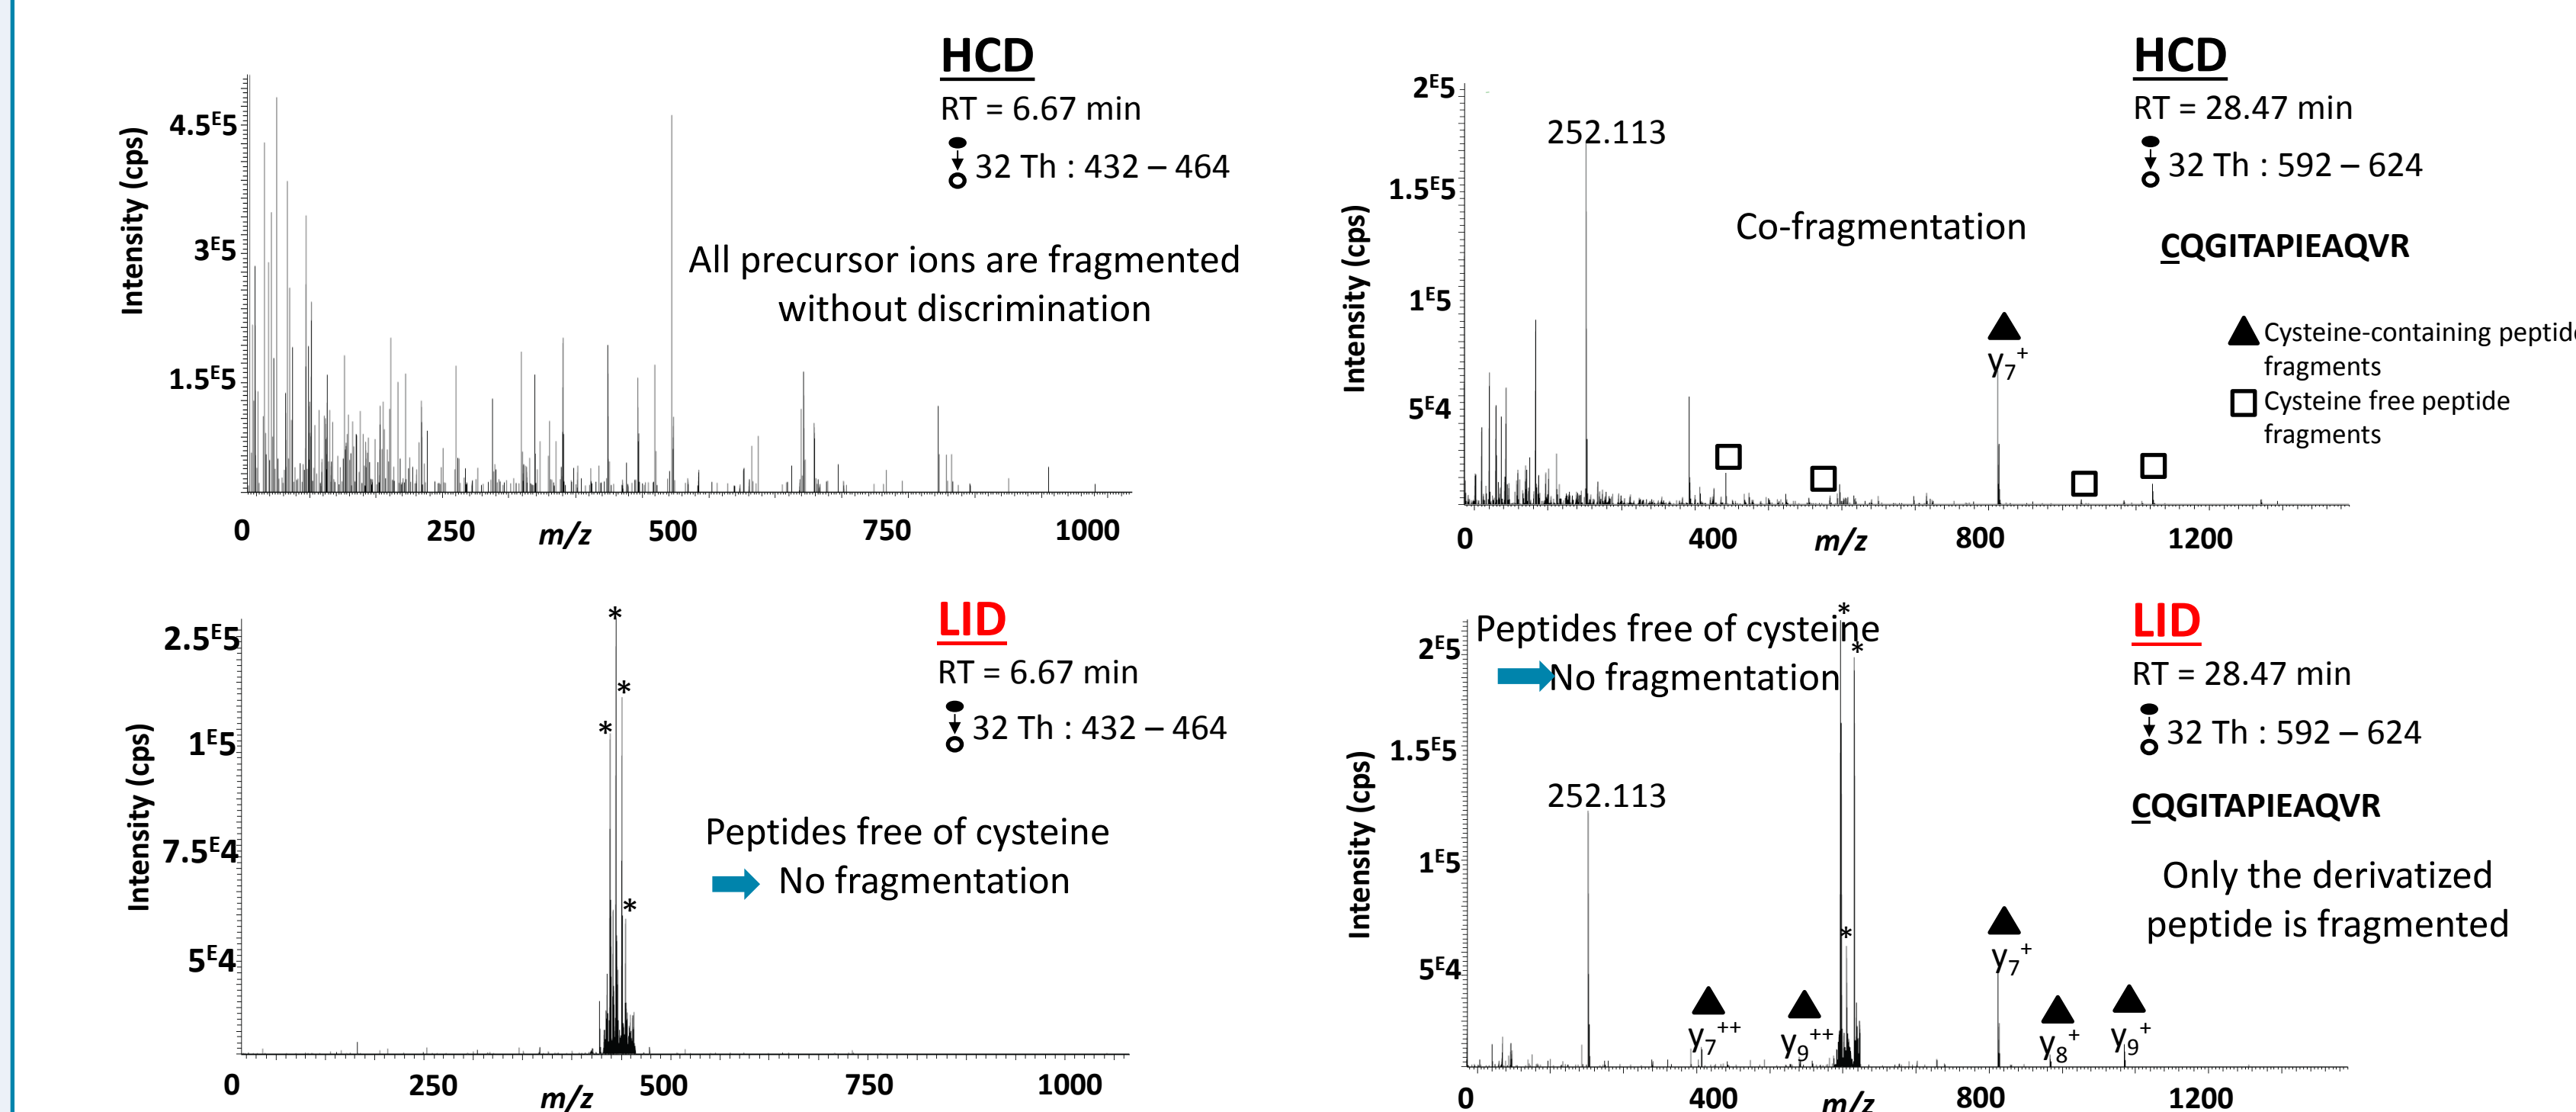 HCD
RT = 6.67 min
32 Th : 432 – 464
All precursor ions are fragmented
without discrimination
Intensity (cps)
4.5ᴱ5
3ᴱ5
1.5ᴱ5
0
250
m/z
500
750
1000
HCD
RT = 28.47 min
32 Th : 592 – 624
CQGITAPIEAQVR
Co-fragmentation
252.113
Cysteine-containing peptide
fragments
Cysteine free peptide
fragments
y₇⁺
Intensity (cps)
2ᴱ5
1.5ᴱ5
1ᴱ5
5ᴱ4
0
400
m/z
800
1200
LID
RT = 6.67 min
32 Th : 432 – 464
Peptides free of cysteine
No fragmentation
*
*
*
*
Intensity (cps)
2.5ᴱ5
1ᴱ5
7.5ᴱ4
5ᴱ4
0
250
m/z
500
750
1000
LID
RT = 28.47 min
32 Th : 592 – 624
CQGITAPIEAQVR
Only the derivatized
peptide is fragmented
Peptides free of cysteine
No fragmentation
*
*
*
252.113
y₇⁺⁺
y₉⁺⁺
y₇⁺
y₈⁺
y₉⁺
Intensity (cps)
2ᴱ5
1.5ᴱ5
1ᴱ5
5ᴱ4
0
400
m/z
800
1200